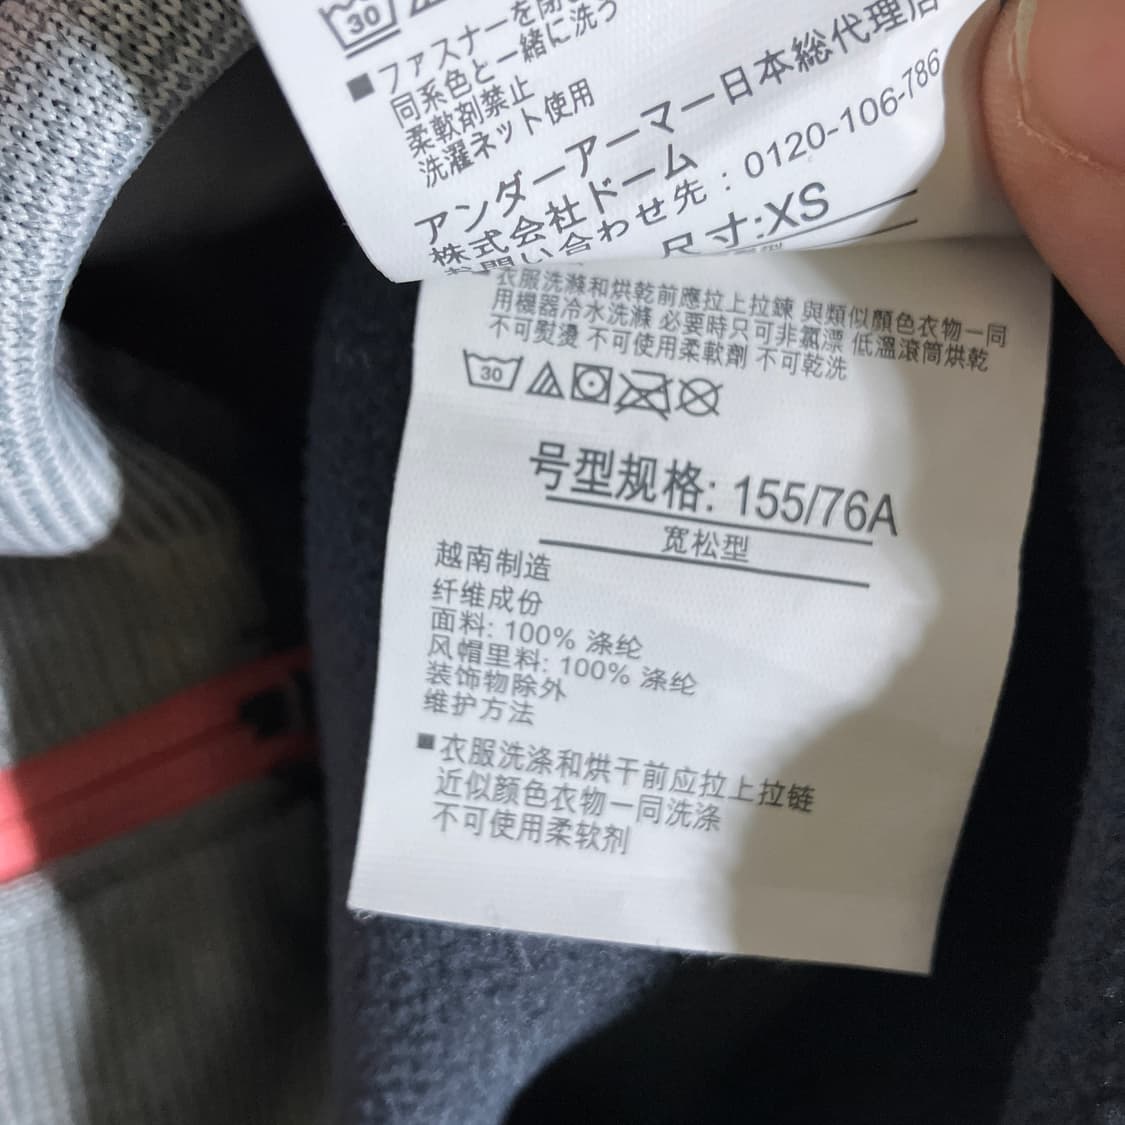 30
■ファスナーを閉
同系色と一緒に洗う
柔軟剤禁止
洗濯ネット使用
アンダーアーマー日本総代理店
株式会社ドーム
お問い合わせ先：0120-106-786
尺寸:XS
衣服洗滌和烘乾前應拉上拉鍊 與類似顏色衣物一同
用機器冷水洗滌 必要時只可非氯漂 低溫滾筒烘乾
不可熨燙 不可使用柔軟劑 不可乾洗
30
号型规格: 155/76A
宽松型
越南制造
纤维成份
面料: 100% 涤纶
风帽里料: 100% 涤纶
装饰物除外
维护方法
■衣服洗涤和烘干前应拉上拉链
近似颜色衣物一同洗涤
不可使用柔软剂